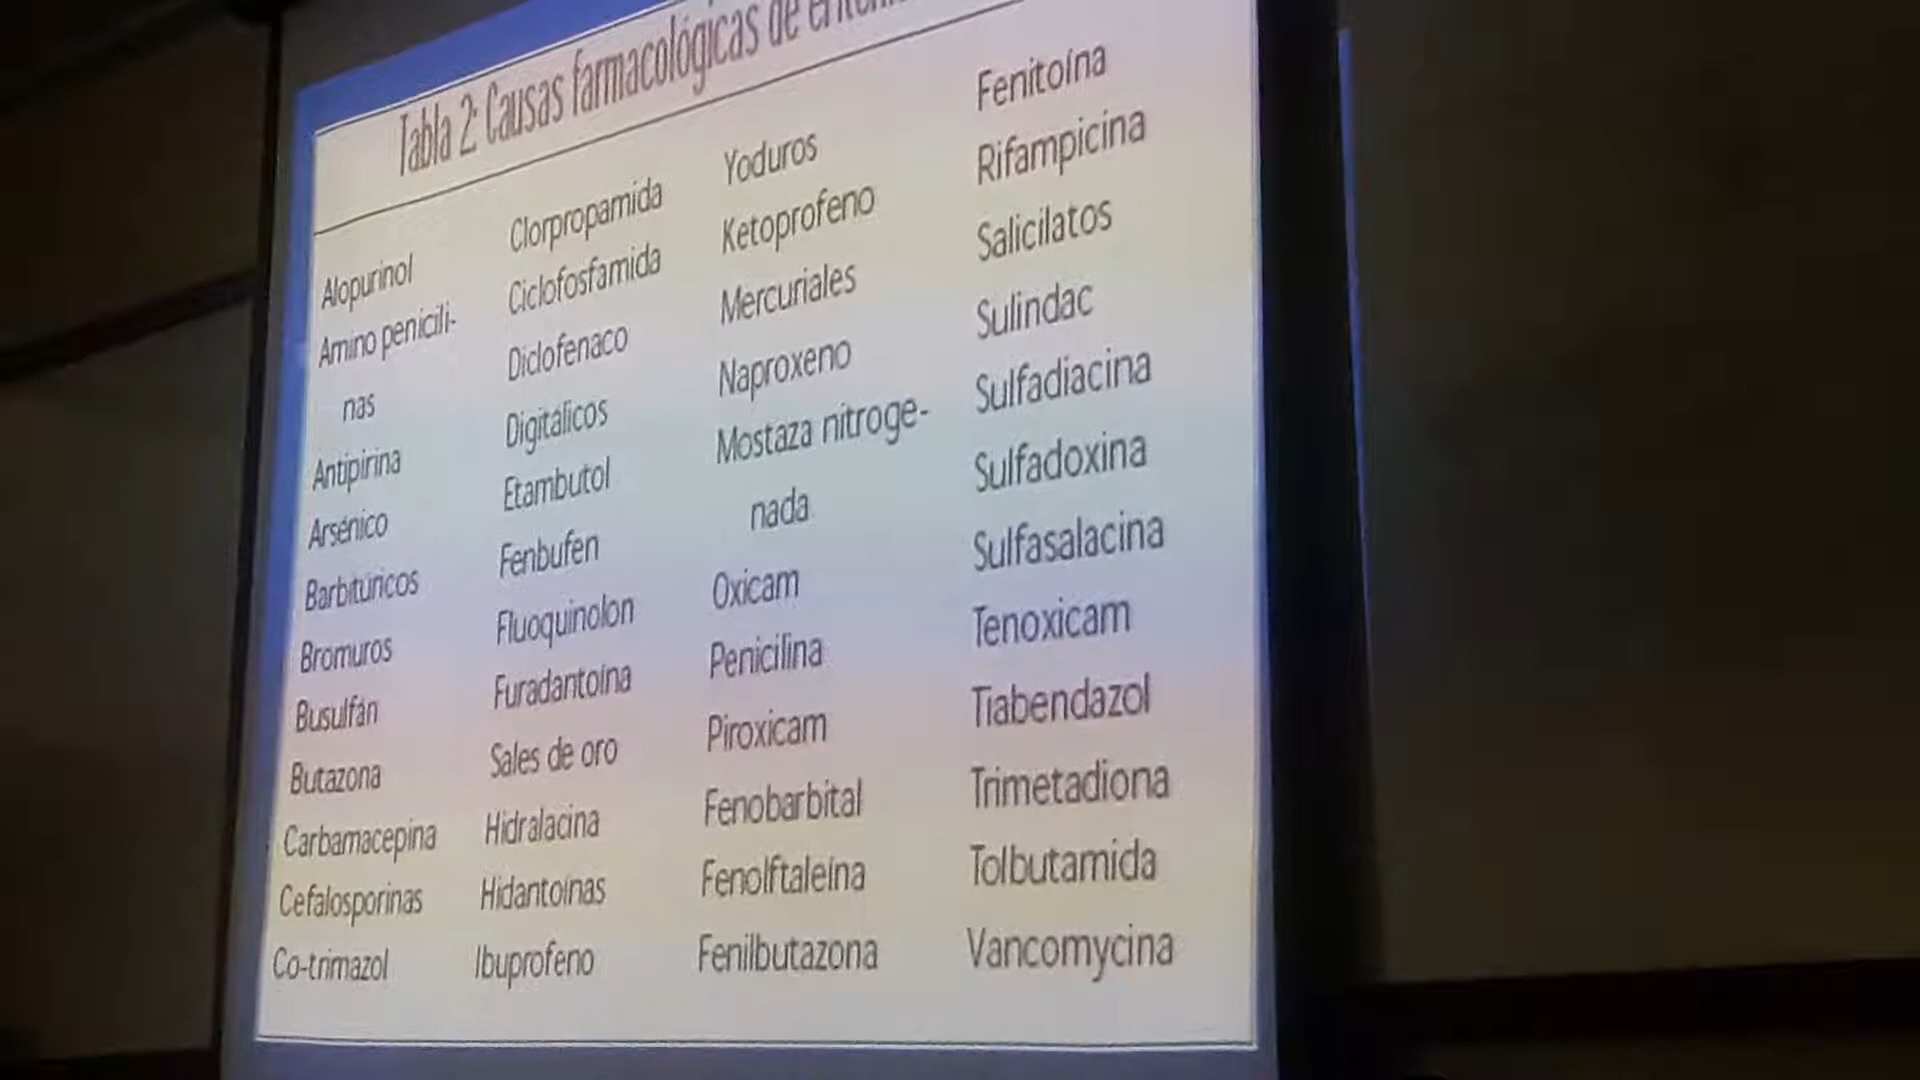 Tabla 2: Causas farmacológicas de
Alopurinol
Amino penicili-
nas
Antipirina
Arsénico
Barbitúricos
Bromuros
Busulfán
Butazona
Carbamacepina
Cefalosporinas
Co-trimazol
Clorpropamida
Ciclofosfamida
Diclofenaco
Digitálicos
Etambutol
Fenbufen
Fluoquinolon
Furadantoína
Sales de oro
Hidralacina
Hidantoínas
Ibuprofeno
Yoduros
Ketoprofeno
Mercuriales
Naproxeno
Mostaza nitroge-
nada
Oxicam
Penicilina
Piroxicam
Fenobarbital
Fenolftaleína
Fenilbutazona
Fenitoína
Rifampicina
Salicilatos
Sulindac
Sulfadiacina
Sulfadoxina
Sulfasalacina
Tenoxicam
Tiabendazol
Trimetadiona
Tolbutamida
Vancomycina